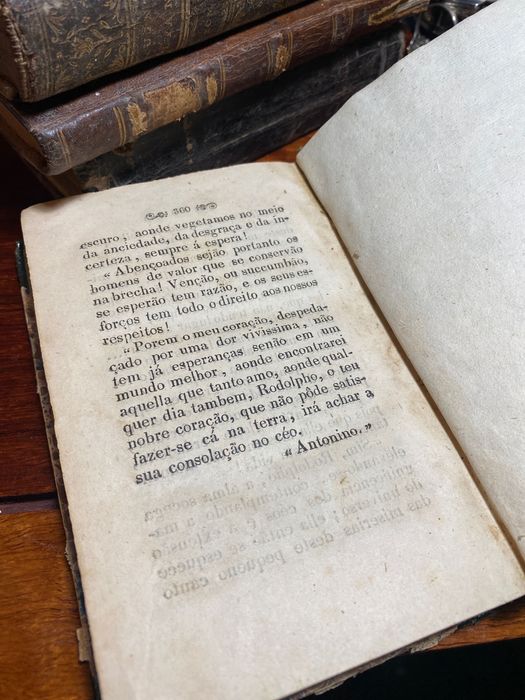 360
escuro, aonde vegetamos no meio
da anciedade, da desgraça e da in-
certeza, sempre á espera!
"Abençoados sejão portanto os
homens de valor que se conservão
na brecha! Venção, ou succumbão,
se esperão tem razão, e os seus es-
forços tem todo o direito aos nossos
respeitos!
"Porem o meu coração, despeda-
çado por uma dor vivissima, não
tem já esperanças senão em um
mundo melhor, aonde encontrarei
aquella que tanto amo, aonde qual-
quer dia tambem, Rodolpho, o teu
nobre coração, que não pôde satis-
fazer-se cá na terra, irá achar a
sua consolação no céo.
"Antonino."